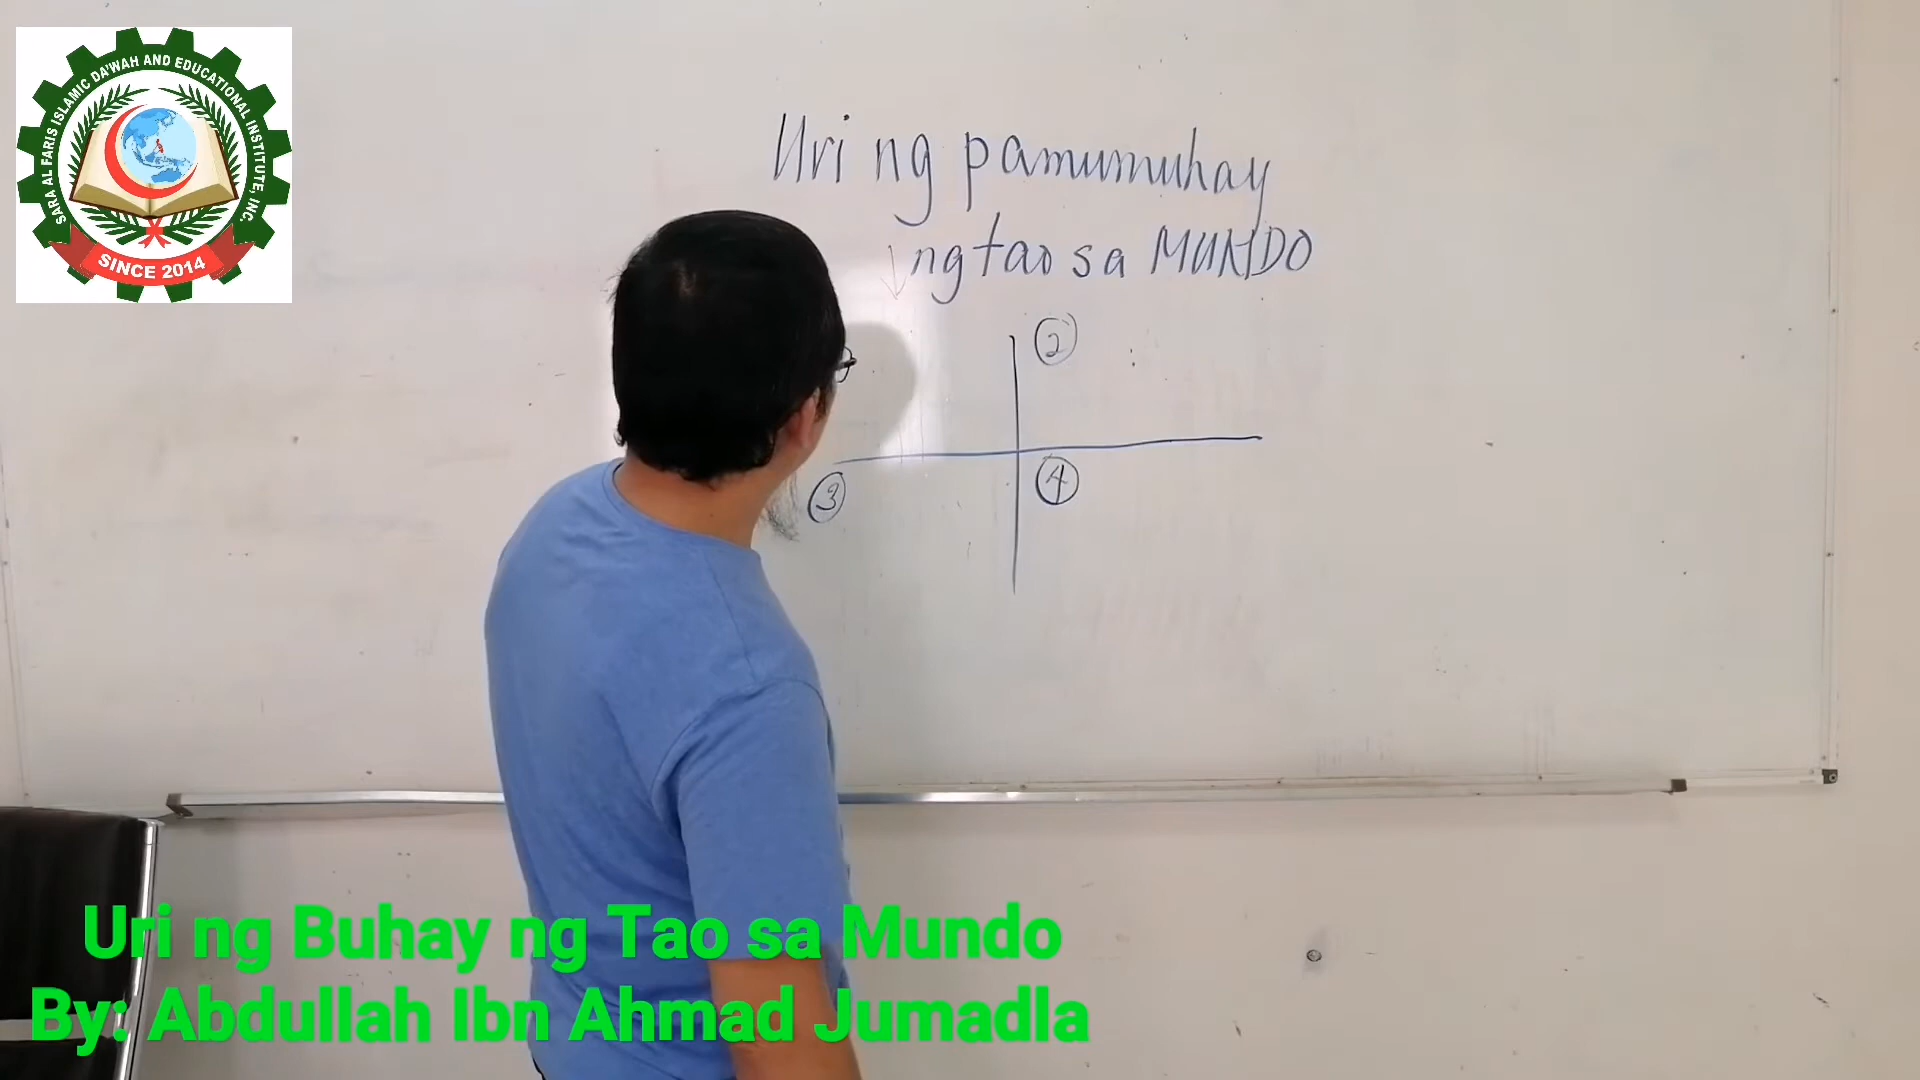 SARA AL FARIS ISLAMIC DA'WAH AND EDUCATIONAL INSTITUTE, INC.
SINCE 2014
Uri ng pamumuhay
ng tao sa MUNDO
2
3
4
Uri ng Buhay ng Tao sa Mundo
By: Abdullah Ibn Ahmad Jumadla